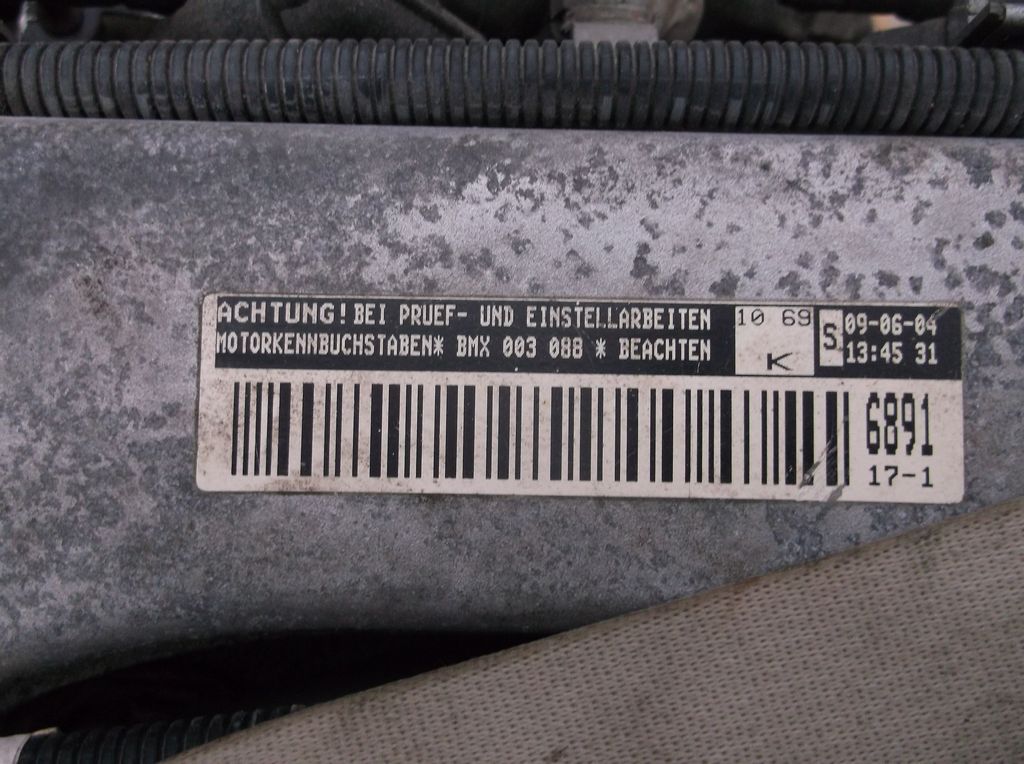 ACHTUNG! BEI PRUEF- UND EINSTELLARBEITEN
MOTORKENNBUCHSTABEN* BMX 003 088 * BEACHTEN
10 69
K
S
09-06-04
13:45 31
6891
17-1